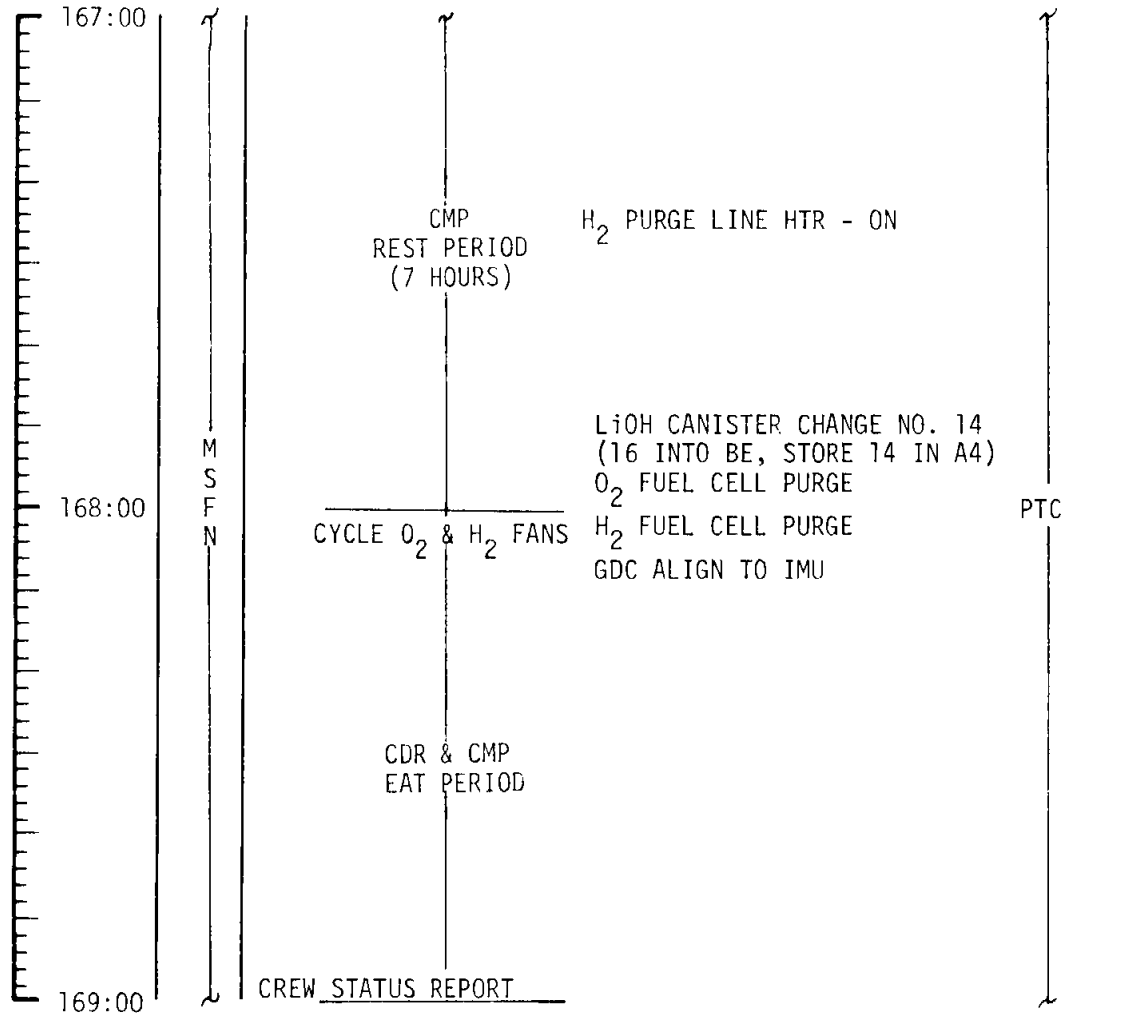 167:00
CMP
REST PERIOD
(7 HOURS)
H2 PURGE LINE HTR - ON
LiOH CANISTER CHANGE NO. 14
(16 INTO BE, STORE 14 IN A4)
O2 FUEL CELL PURGE
M
S
F
N
168:00
PTC
CYCLE O2 & H2 FANS
H2 FUEL CELL PURGE
GDC ALIGN TO IMU
CDR & CMP
EAT PERIOD
CREW STATUS REPORT
169:00